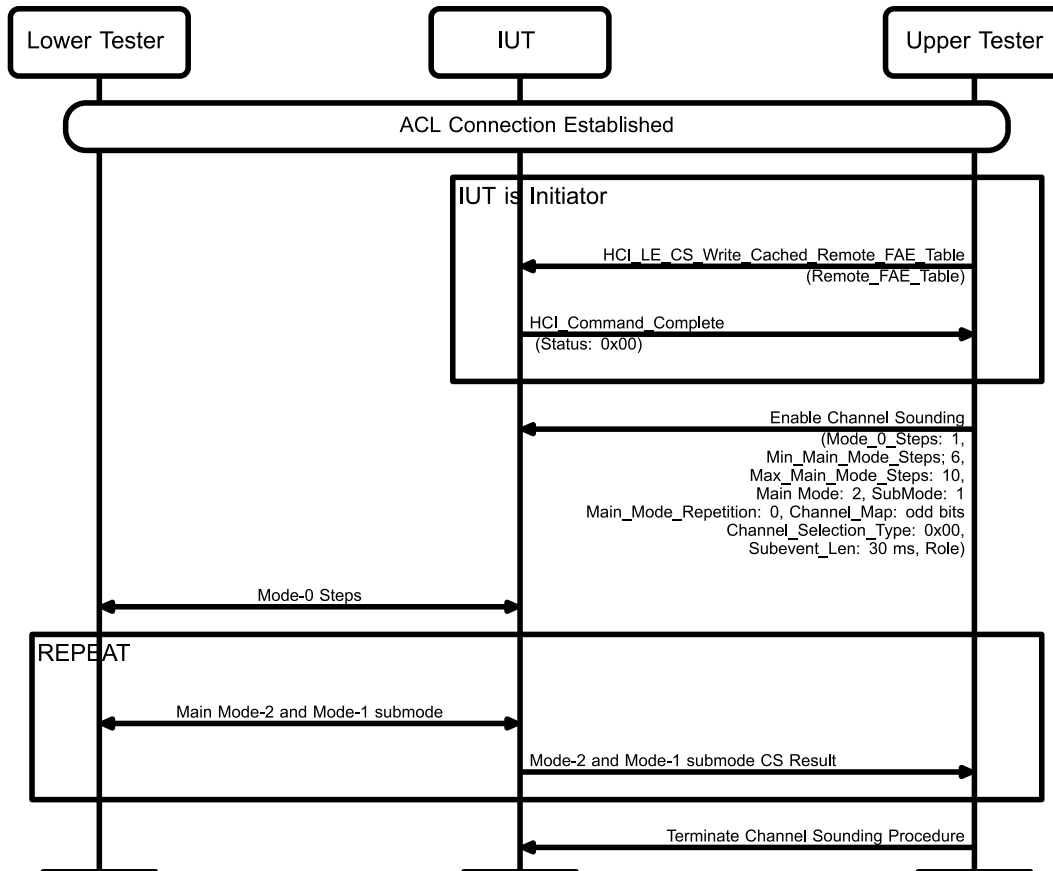 Lower Tester
IUT
Upper Tester
ACL Connection Established
IUT is Initiator
HCI_LE_CS_Write_Cached_Remote_FAE_Table
(Remote_FAE_Table)
HCI_Command_Complete
(Status: 0x00)
Enable Channel Sounding
(Mode_0_Steps: 1,
Min_Main_Mode_Steps; 6,
Max_Main_Mode_Steps: 10,
Main Mode: 2, SubMode: 1
Main_Mode_Repetition: 0, Channel_Map: odd bits
Channel_Selection_Type: 0x00,
Subevent_Len: 30 ms, Role)
Mode-0 Steps
REPEAT
Main Mode-2 and Mode-1 submode
Mode-2 and Mode-1 submode CS Result
Terminate Channel Sounding Procedure